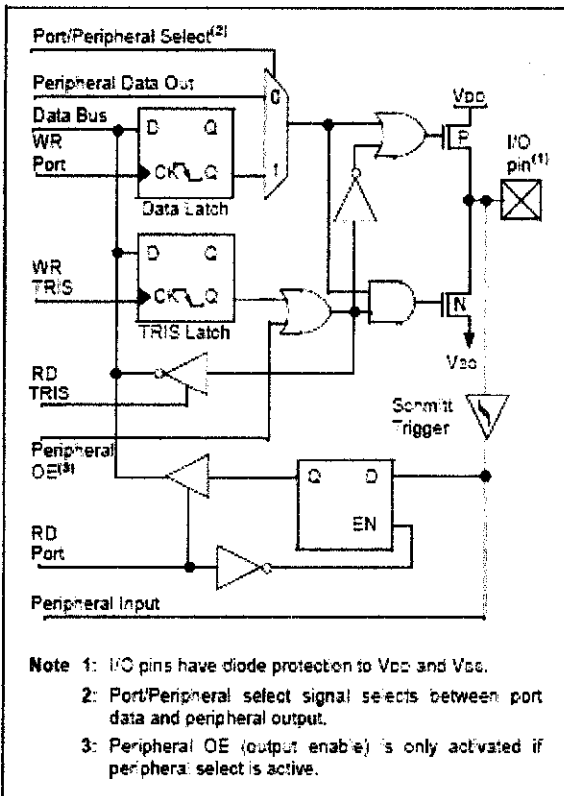 Port/Peripheral Select(2)
Peripheral Data Out
Data Bus
WR
Port
D Q
CK Q
Data Latch
0
1
VDD
P
I/O
pin(1)
WR
TRIS
D Q
CK Q
TRIS Latch
N
VSS
RD
TRIS
Schmitt
Trigger
Peripheral
OE(3)
Q D
EN
RD
Port
Peripheral Input
Note 1: I/O pins have diode protection to VDD and VSS.
2: Port/Peripheral select signal selects between port
data and peripheral output.
3: Peripheral OE (output enable) is only activated if
peripheral select is active.